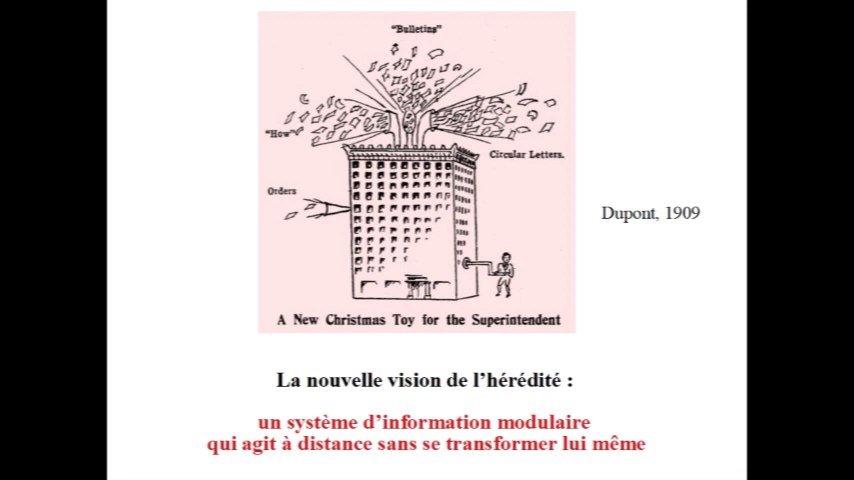 "Bulletins"
"How"
Circular Letters.
Orders
Dupont, 1909
A New Christmas Toy for the Superintendent
La nouvelle vision de l'hérédité :
un système d'information modulaire
qui agit à distance sans se transformer lui même